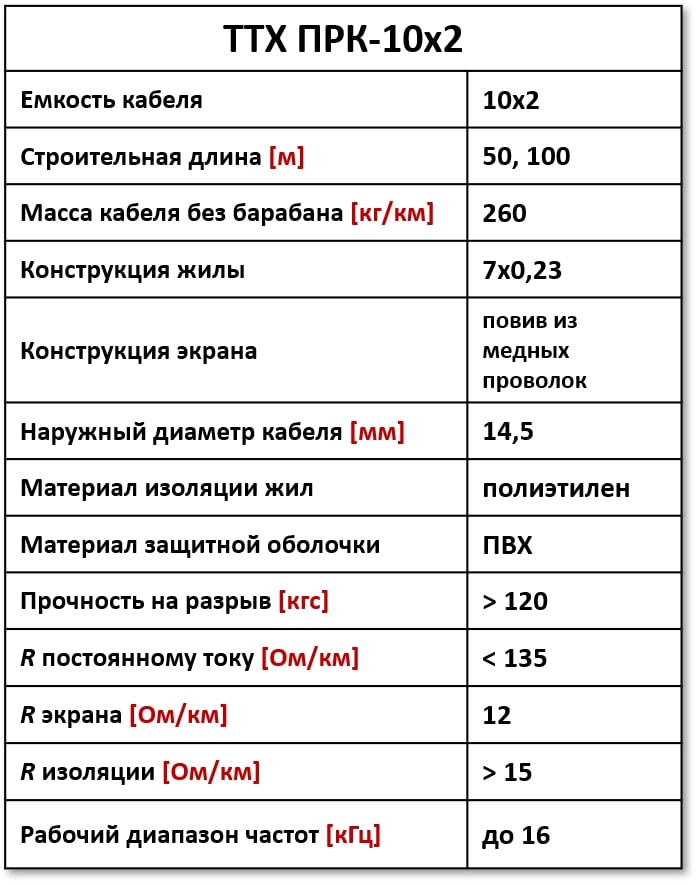 ТТХ ПРК-10х2
Емкость кабеля 10х2
Строительная длина [м] 50, 100
Масса кабеля без барабана [кг/км] 260
Конструкция жилы 7х0,23
Конструкция экрана повив из
медных
проволок
Наружный диаметр кабеля [мм] 14,5
Материал изоляции жил полиэтилен
Материал защитной оболочки ПВХ
Прочность на разрыв [кгс] > 120
R постоянному току [Ом/км] < 135
R экрана [Ом/км] 12
R изоляции [Ом/км] > 15
Рабочий диапазон частот [кГц] до 16